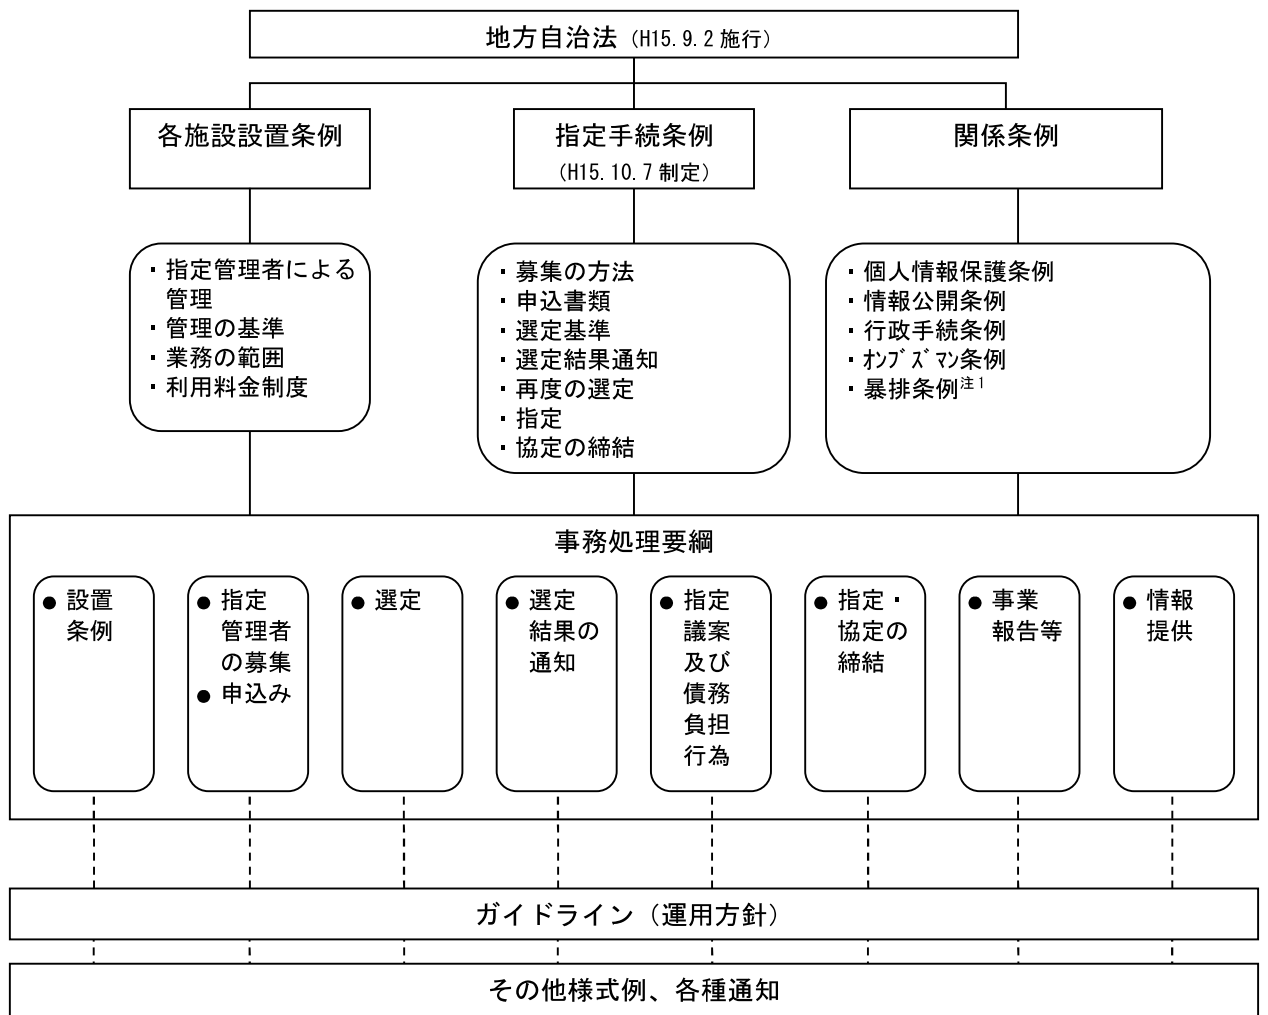 地方自治法（H15.9.2 施行）
各施設設置条例
指定手続条例
（H15.10.7 制定）
関係条例
・指定管理者による
管理
・管理の基準
・業務の範囲
・利用料金制度
・募集の方法
・申込書類
・選定基準
・選定結果通知
・再度の選定
・指定
・協定の締結
・個人情報保護条例
・情報公開条例
・行政手続条例
・ｵﾝﾌﾞｽﾞﾏﾝ条例
・暴排条例注１
事務処理要綱
● 設置
条例
● 指定
管理者
の募集
● 申込み
● 選定
● 選定
結果の
通知
● 指定
議案
及び
債務
負担
行為
● 指定・
協定の
締結
● 事業
報告等
● 情報
提供
ガイドライン（運用方針）
その他様式例、各種通知